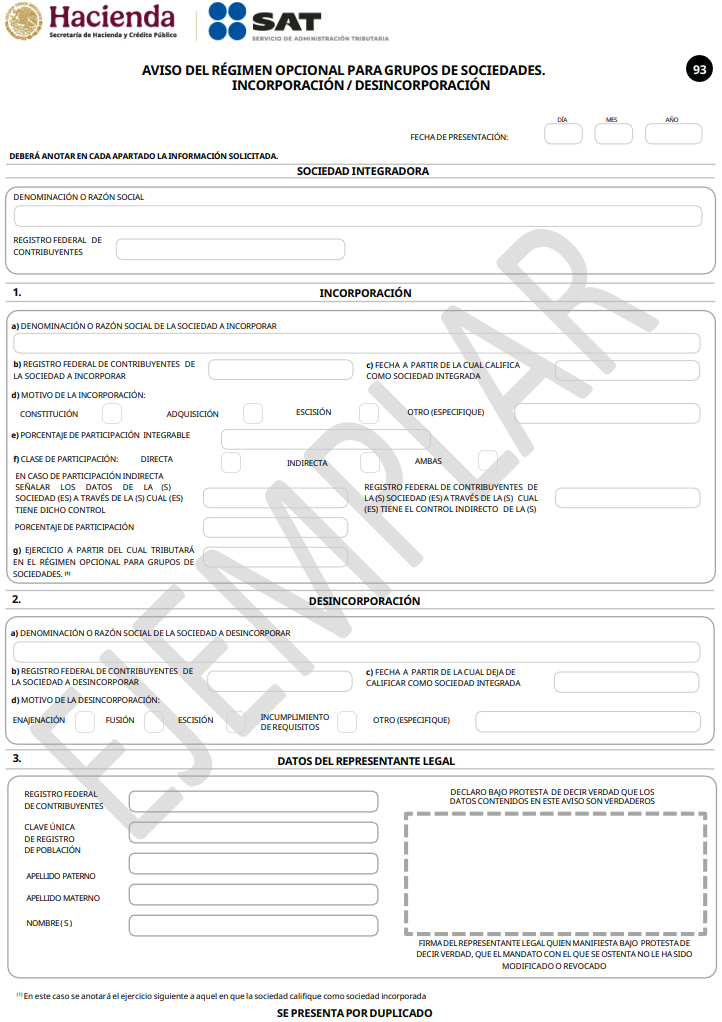 Hacienda
Secretaría de Hacienda y Crédito Público
SAT
SERVICIO DE ADMINISTRACIÓN TRIBUTARIA
AVISO DEL RÉGIMEN OPCIONAL PARA GRUPOS DE SOCIEDADES.
INCORPORACIÓN / DESINCORPORACIÓN
93
DÍA MES AÑO
FECHA DE PRESENTACIÓN:
DEBERÁ ANOTAR EN CADA APARTADO LA INFORMACIÓN SOLICITADA.
SOCIEDAD INTEGRADORA
DENOMINACIÓN O RAZÓN SOCIAL
REGISTRO FEDERAL DE
CONTRIBUYENTES
1. INCORPORACIÓN
a) DENOMINACIÓN O RAZÓN SOCIAL DE LA SOCIEDAD A INCORPORAR
b) REGISTRO FEDERAL DE CONTRIBUYENTES DE
LA SOCIEDAD A INCORPORAR
c) FECHA A PARTIR DE LA CUAL CALIFICA
COMO SOCIEDAD INTEGRADA
d) MOTIVO DE LA INCORPORACIÓN:
CONSTITUCIÓN ADQUISICIÓN ESCISIÓN OTRO (ESPECIFIQUE)
e) PORCENTAJE DE PARTICIPACIÓN INTEGRABLE
f) CLASE DE PARTICIPACIÓN: DIRECTA INDIRECTA AMBAS
EN CASO DE PARTICIPACIÓN INDIRECTA
SEÑALAR LOS DATOS DE LA (S)
SOCIEDAD (ES) A TRAVÉS DE LA (S) CUAL (ES)
TIENE DICHO CONTROL
REGISTRO FEDERAL DE CONTRIBUYENTES DE
LA (S) SOCIEDAD (ES) A TRAVÉS DE LA (S) CUAL
(ES) TIENE EL CONTROL INDIRECTO DE LA (S)
PORCENTAJE DE PARTICIPACIÓN
g) EJERCICIO A PARTIR DEL CUAL TRIBUTARÁ
EN EL RÉGIMEN OPCIONAL PARA GRUPOS DE
SOCIEDADES. (1)
2. DESINCORPORACIÓN
a) DENOMINACIÓN O RAZÓN SOCIAL DE LA SOCIEDAD A DESINCORPORAR
b) REGISTRO FEDERAL DE CONTRIBUYENTES DE
LA SOCIEDAD A DESINCORPORAR
c) FECHA A PARTIR DE LA CUAL DEJA DE
CALIFICAR COMO SOCIEDAD INTEGRADA
d) MOTIVO DE LA DESINCORPORACIÓN:
ENAJENACIÓN FUSIÓN ESCISIÓN
INCUMPLIMIENTO
DE REQUISITOS
OTRO (ESPECIFIQUE)
3. DATOS DEL REPRESENTANTE LEGAL
REGISTRO FEDERAL
DE CONTRIBUYENTES
CLAVE ÚNICA
DE REGISTRO
DE POBLACIÓN
APELLIDO PATERNO
APELLIDO MATERNO
NOMBRE ( S )
DECLARO BAJO PROTESTA DE DECIR VERDAD QUE LOS
DATOS CONTENIDOS EN ESTE AVISO SON VERDADEROS
FIRMA DEL REPRESENTANTE LEGAL QUIEN MANIFIESTA BAJO PROTESTA DE
DECIR VERDAD, QUE EL MANDATO CON EL QUE SE OSTENTA NO LE HA SIDO
MODIFICADO O REVOCADO
(1) En este caso se anotará el ejercicio siguiente a aquel en que la sociedad califique como sociedad incorporada
SE PRESENTA POR DUPLICADO
EJEMPLAR